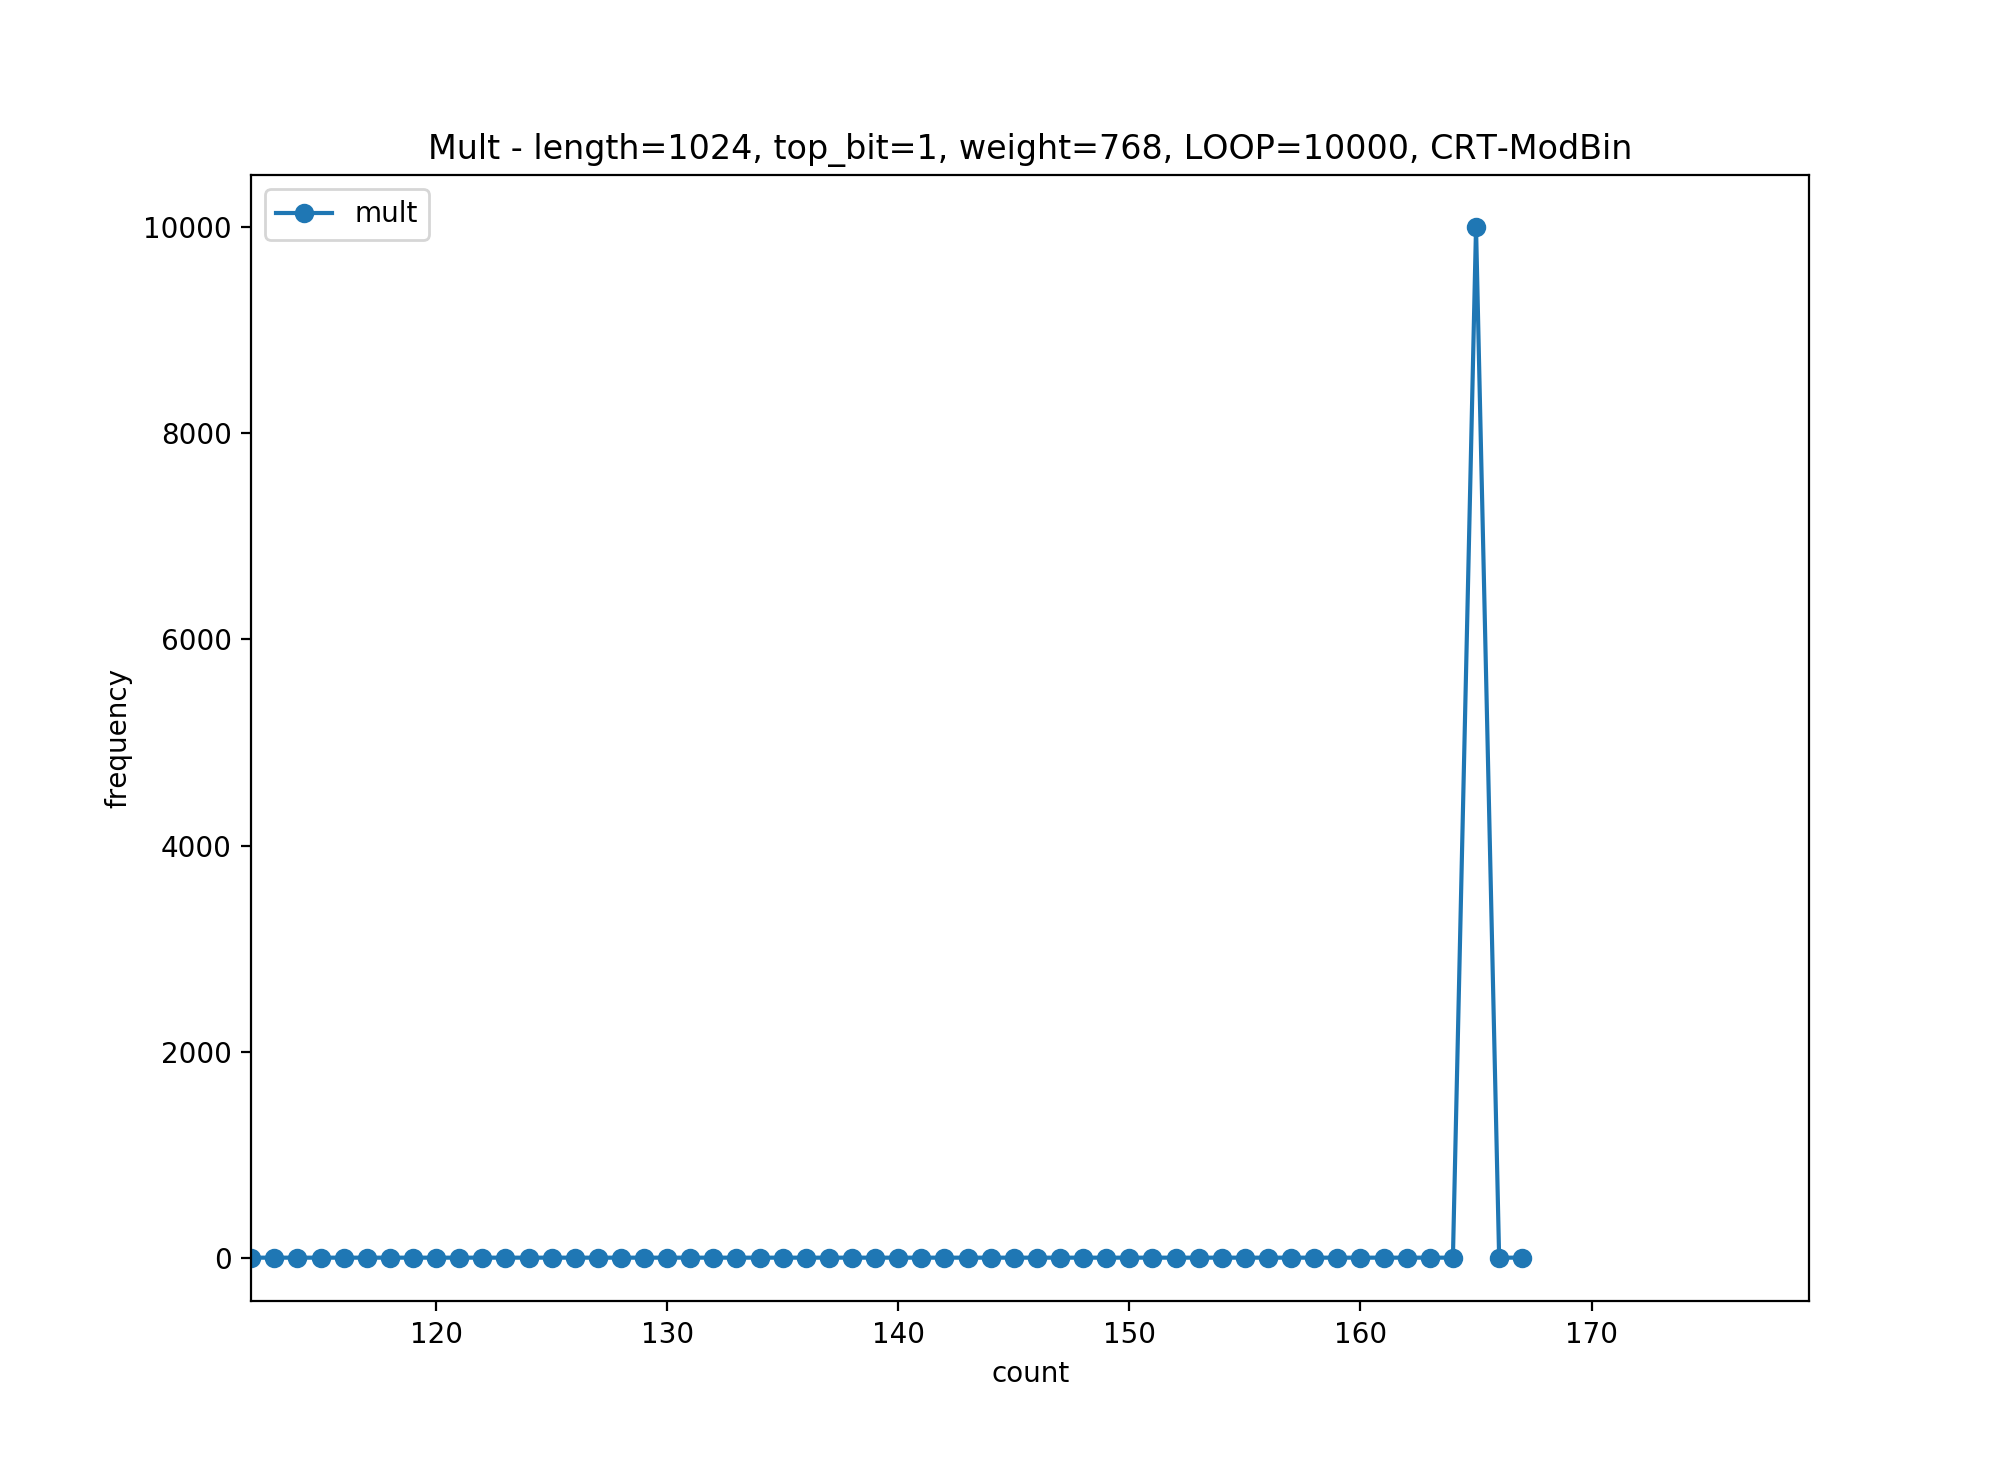 Mult - length=1024, top_bit=1, weight=768, LOOP=10000, CRT-ModBin
mult
10000
8000
6000
4000
2000
0
frequency
120 130 140 150 160 170
count